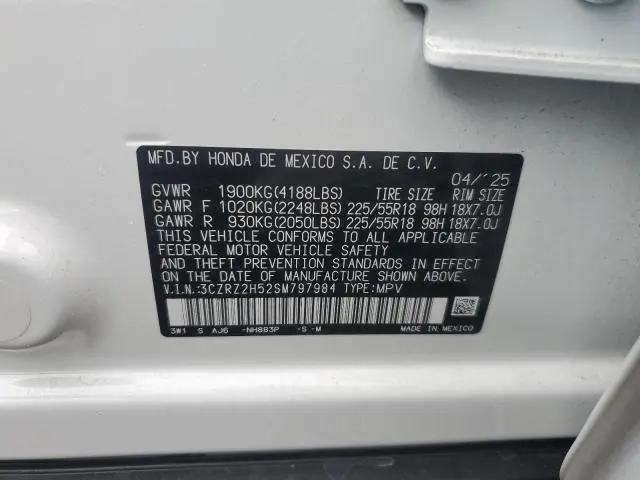 MFD.BY HONDA DE MEXICO S.A. DE C.V.
04/'25
GVWR 1900KG(4188LBS) TIRE SIZE RIM SIZE
GAWR F 1020KG(2248LBS) 225/55R18 98H 18X7.0J
GAWR R 930KG(2050LBS) 225/55R18 98H 18X7.0J
THIS VEHICLE CONFORMS TO ALL APPLICABLE
FEDERAL MOTOR VEHICLE SAFETY
AND THEFT PREVENTION STANDARDS IN EFFECT
ON THE DATE OF MANUFACTURE SHOWN ABOVE.
V.I.N.:3CZRZ2H52SM797984 TYPE:MPV
3W1 S AJ6 -NH883P -S-M MADE IN MEXICO